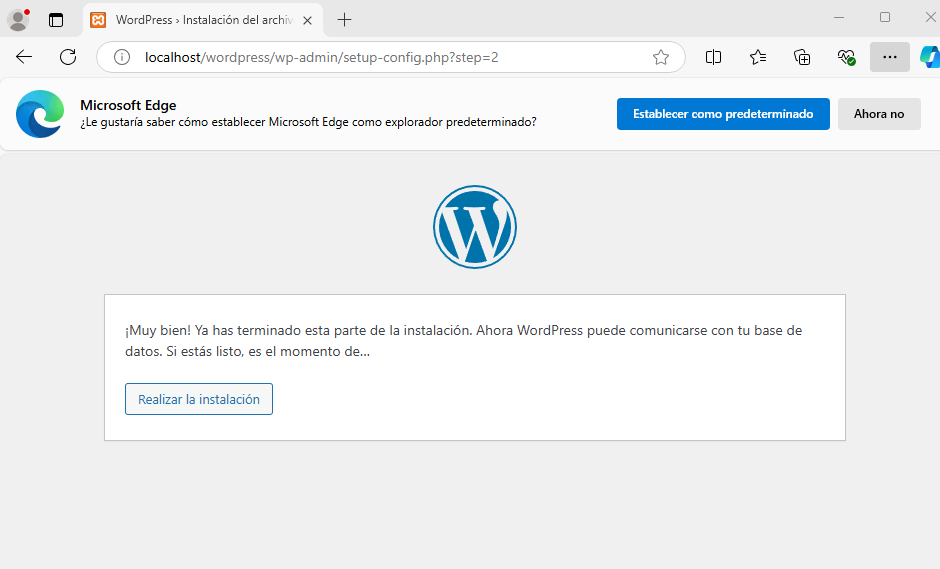 WordPress › Instalación del archiv
localhost/wordpress/wp-admin/setup-config.php?step=2
Microsoft Edge
¿Le gustaría saber cómo establecer Microsoft Edge como explorador predeterminado?
Establecer como predeterminado
Ahora no
¡Muy bien! Ya has terminado esta parte de la instalación. Ahora WordPress puede comunicarse con tu base de
datos. Si estás listo, es el momento de…
Realizar la instalación